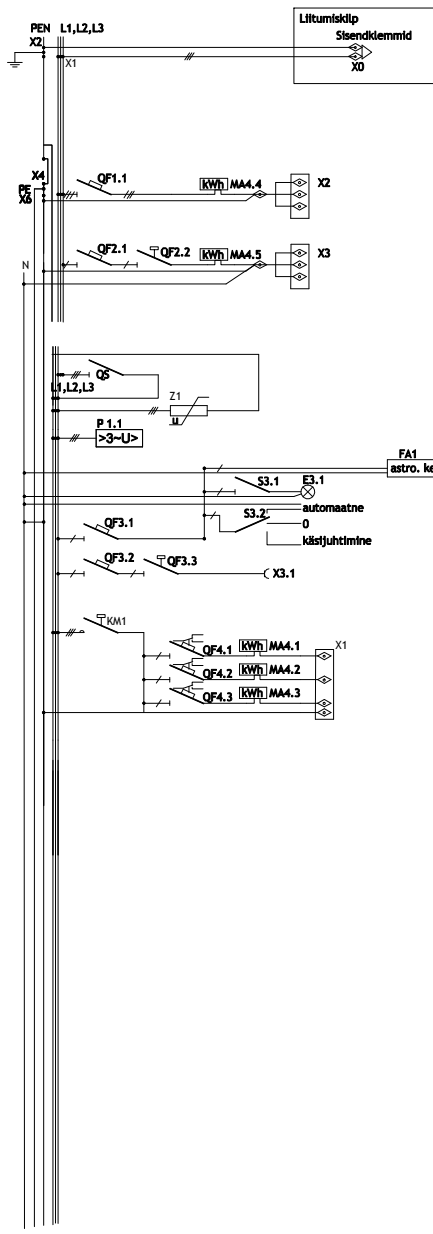 PEN L1,L2,L3
Liitumiskilp
Sisendklemmid
X2
X1
X0
X4
QF1.1
kWh MA4.4
X2
PE
X6
QF2.1
QF2.2
kWh MA4.5
X3
N
QS
L1,L2,L3
Z1
u
P 1.1
>3~U>
FA1
astro. ke
S3.1
E3.1
automaatne
S3.2
0
QF3.1
käsijuhtimine
QF3.2
QF3.3
X3.1
KM1
QF4.1
kWh MA4.1
X1
QF4.2
kWh MA4.2
QF4.3
kWh MA4.3